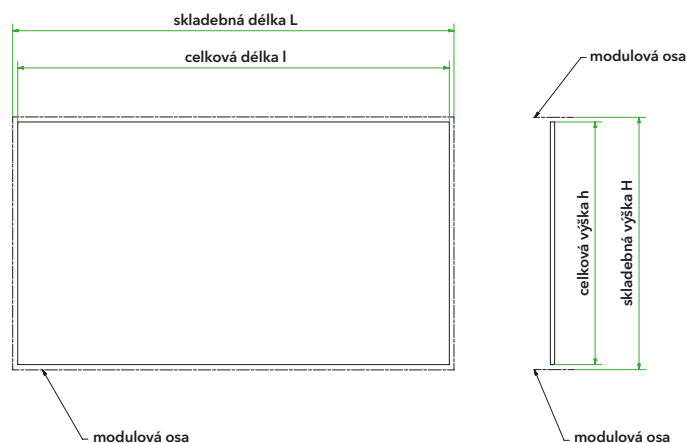 skladebná délka L
celková délka l
modulová osa
celková výška h
skladebná výška H
modulová osa
modulová osa